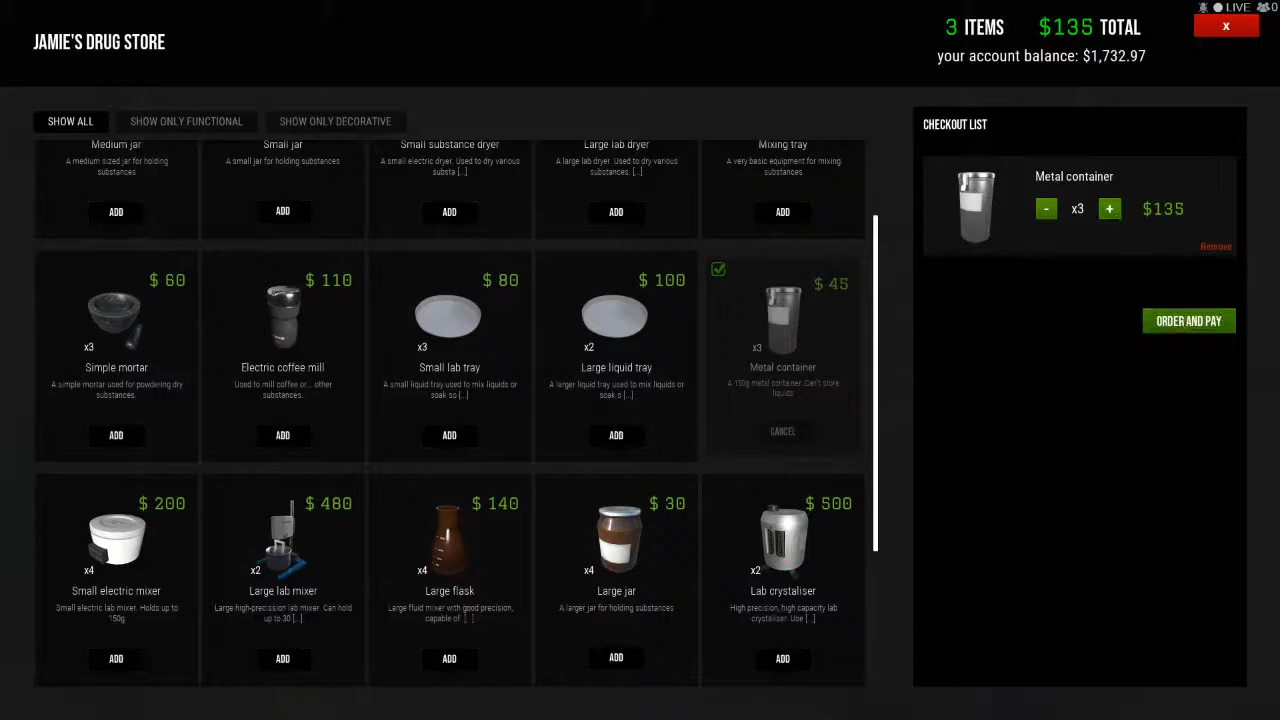 LIVE 0
JAMIE'S DRUG STORE
3 ITEMS $135 TOTAL
x
your account balance: $1,732.97
SHOW ALL SHOW ONLY FUNCTIONAL SHOW ONLY DECORATIVE
CHECKOUT LIST
Medium jar
A medium sized jar for holding
substances
ADD
Small jar
A small jar for holding substances
ADD
Small substance dryer
A small electric dryer. Used to dry various
substa [...]
ADD
Large lab dryer
A large lab dryer. Used to dry various
substances. [...]
ADD
Mixing tray
A very basic equipment for mixing
substances
ADD
Metal container
- x3 + $135
Remove
ORDER AND PAY
$ 60
x3
Simple mortar
A simple mortar used for powdering dry
substances.
ADD
$ 110
Electric coffee mill
Used to mill coffee or... other
substances.
ADD
$ 80
x3
Small lab tray
A small liquid tray used to mix liquids or
soak so [...]
ADD
$ 100
x2
Large liquid tray
A larger liquid tray used to mix liquids or
soak s [...]
ADD
$ 45
x3
Metal container
A 150g metal container. Can't store
liquids
CANCEL
$ 200
x4
Small electric mixer
Small electric lab mixer. Holds up to
150g
ADD
$ 480
x2
Large lab mixer
Large high-precission lab mixer. Can hold
up to 30 [...]
ADD
$ 140
x4
Large flask
Large fluid mixer with good precision,
capable of [...]
ADD
$ 30
x4
Large jar
A larger jar for holding substances
ADD
$ 500
x2
Lab crystaliser
High precision, high capacity lab
crystaliser. Use [...]
ADD